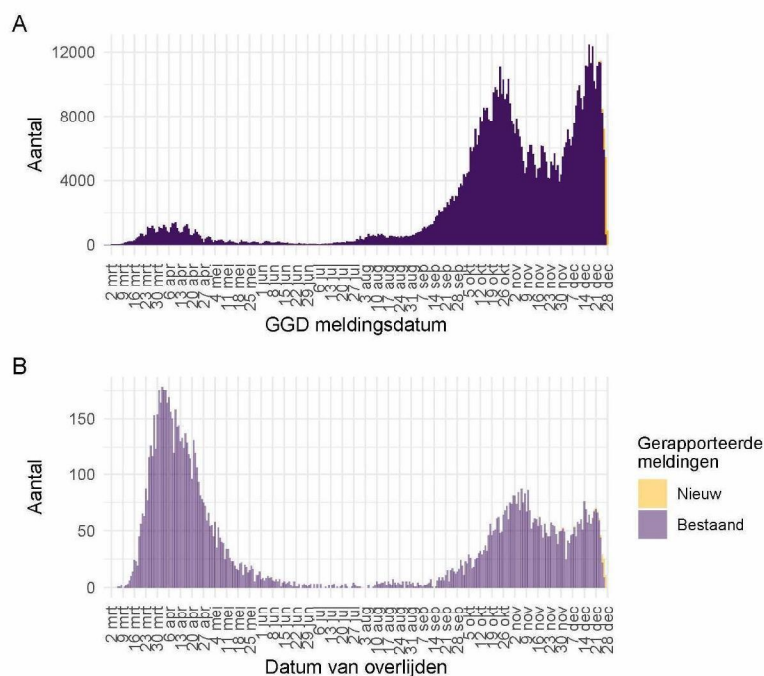 A
12000
8000
4000
0
Aantal
2 mrt
9 mrt
16 mrt
23 mrt
30 mrt
6 apr
13 apr
20 apr
27 apr
4 mei
11 mei
18 mei
25 mei
1 jun
8 jun
15 jun
22 jun
29 jun
6 jul
13 jul
20 jul
27 jul
3 aug
10 aug
17 aug
24 aug
31 aug
7 sep
14 sep
21 sep
28 sep
5 okt
12 okt
19 okt
26 okt
2 nov
9 nov
16 nov
23 nov
30 nov
7 dec
14 dec
21 dec
28 dec
GGD meldingsdatum
B
150
100
50
0
Aantal
2 mrt
9 mrt
16 mrt
23 mrt
30 mrt
6 apr
13 apr
20 apr
27 apr
4 mei
11 mei
18 mei
25 mei
1 jun
8 jun
15 jun
22 jun
29 jun
6 jul
13 jul
20 jul
27 jul
3 aug
10 aug
17 aug
24 aug
31 aug
7 sep
14 sep
21 sep
28 sep
5 okt
12 okt
19 okt
26 okt
2 nov
9 nov
16 nov
23 nov
30 nov
7 dec
14 dec
21 dec
28 dec
Datum van overlijden
Gerapporteerde
meldingen
Nieuw
Bestaand